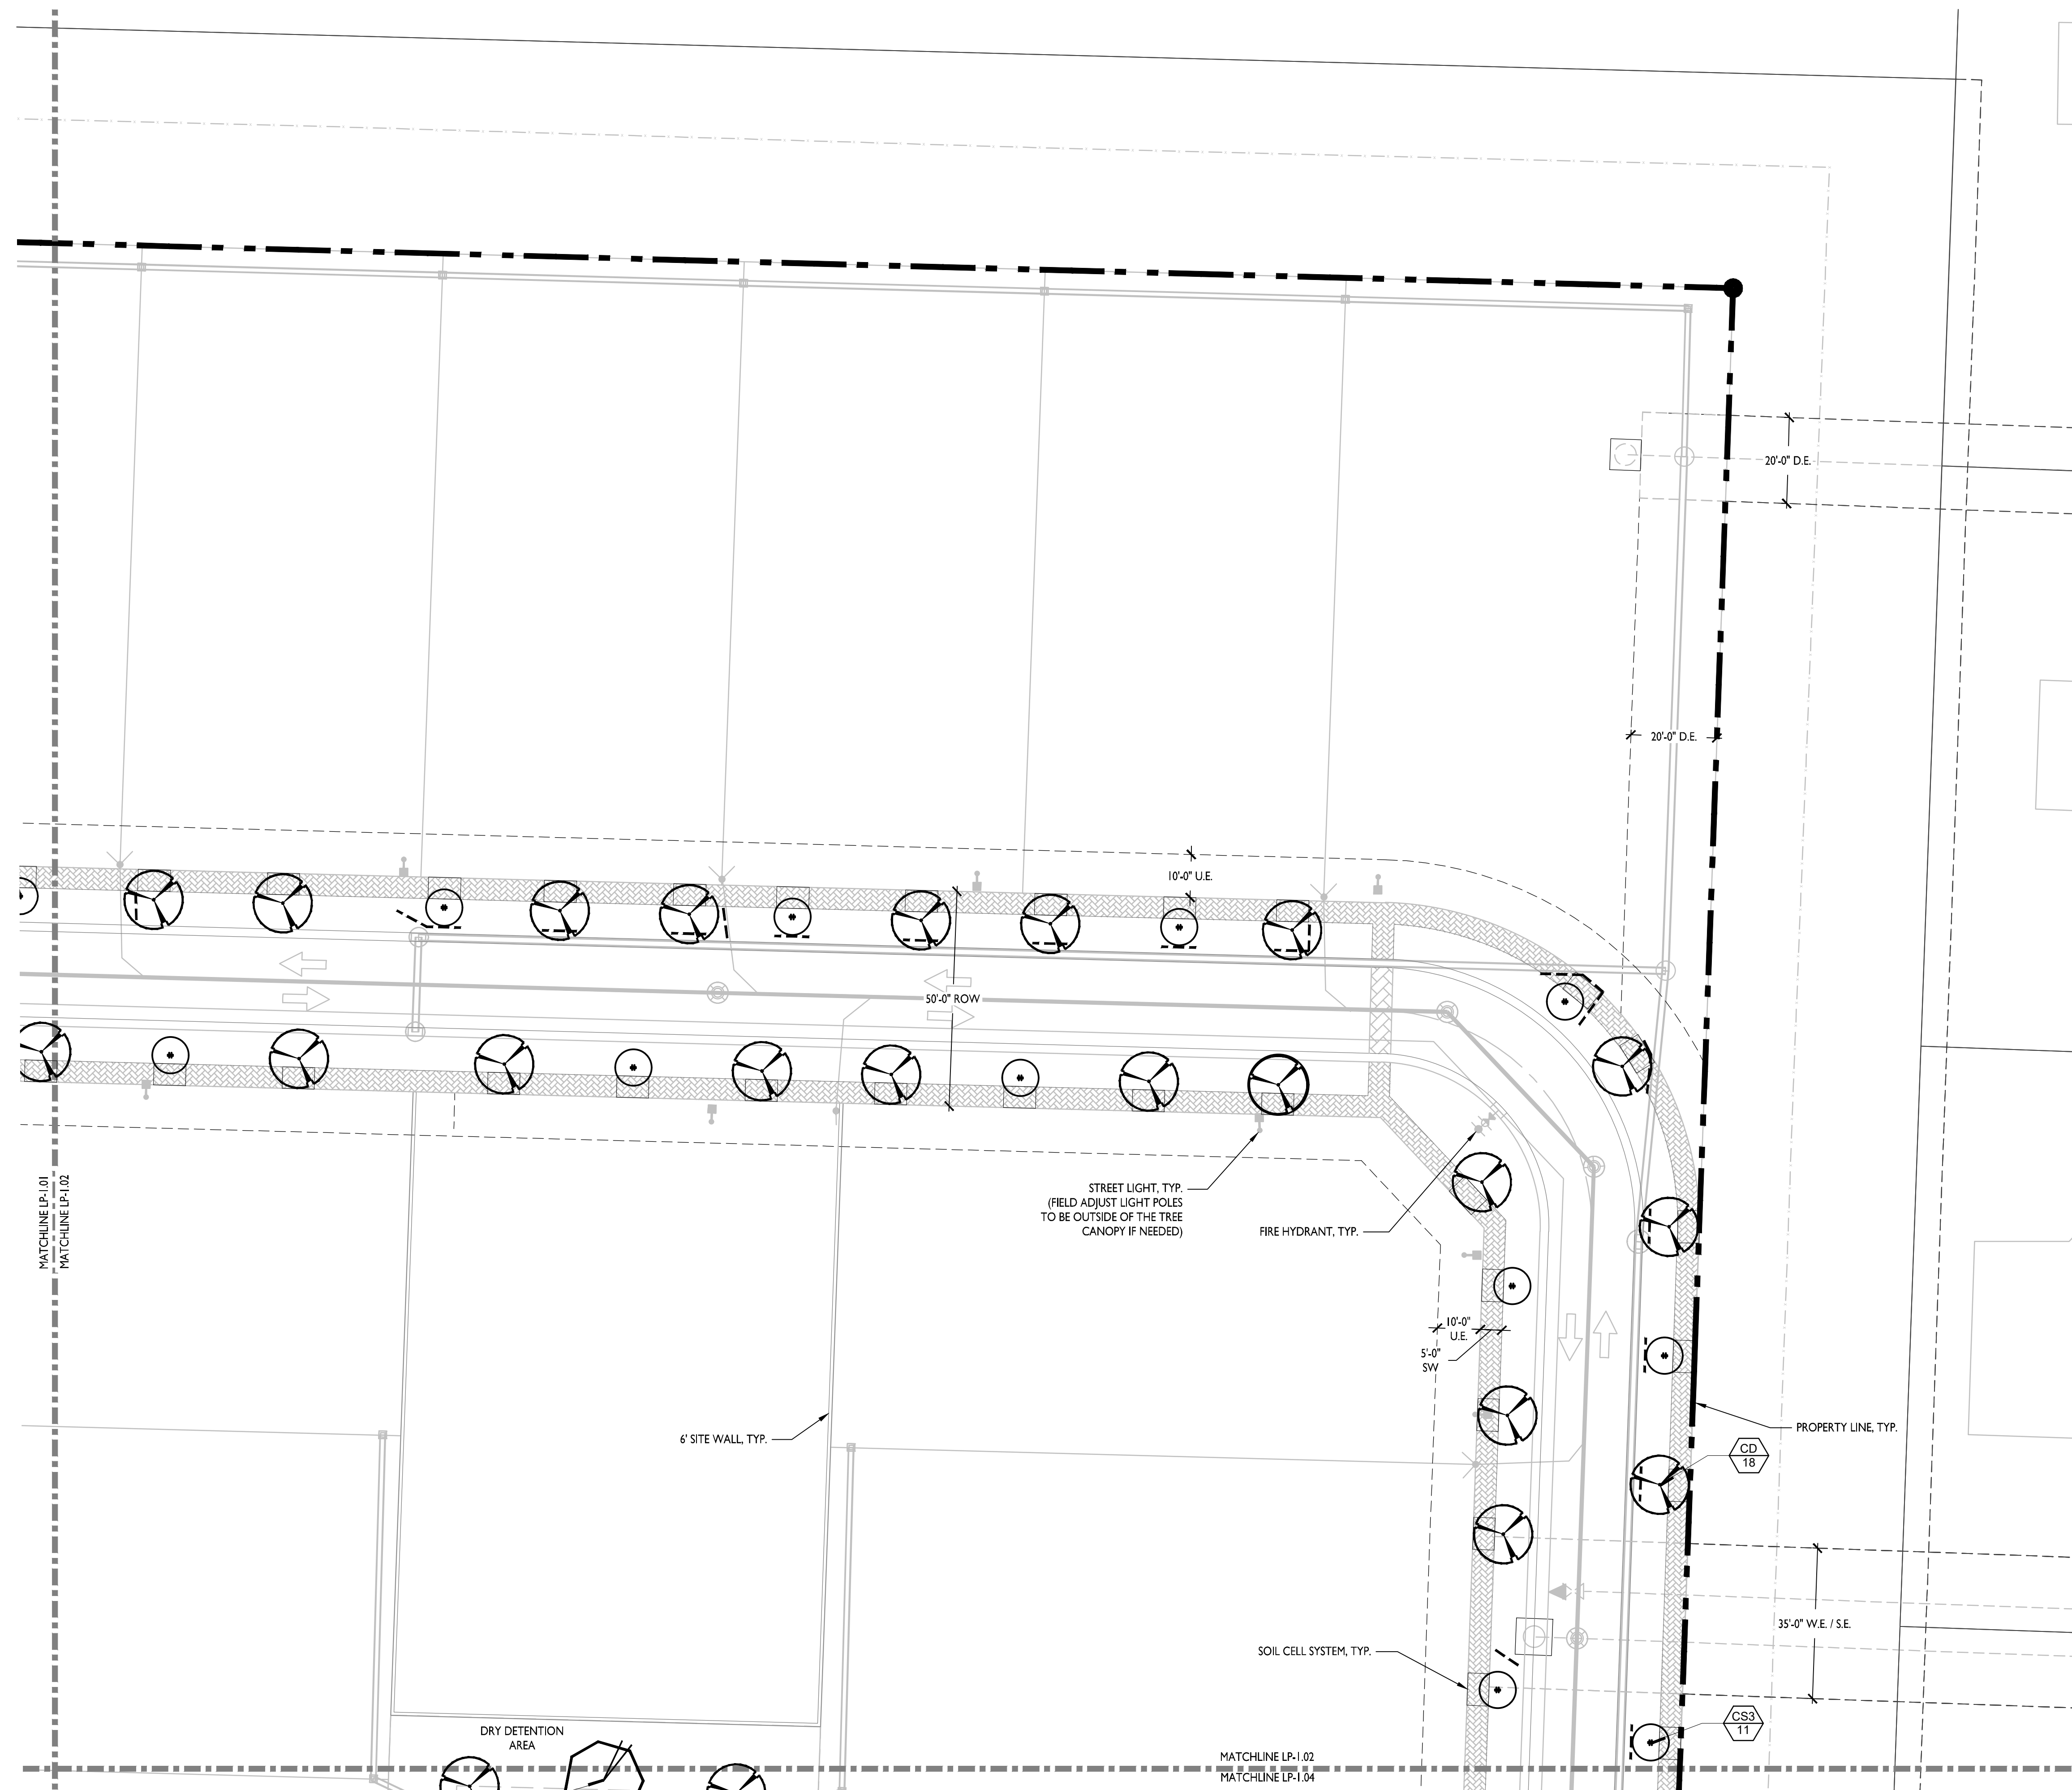 20'-0" D.E.
20'-0" D.E.
10'-0" U.E.
50'-0" ROW
MATCHLINE LP-1.01
MATCHLINE LP-1.02
STREET LIGHT, TYP.
(FIELD ADJUST LIGHT POLES
TO BE OUTSIDE OF THE TREE
CANOPY IF NEEDED)
FIRE HYDRANT, TYP.
10'-0"
U.E.
5'-0"
SW
6' SITE WALL, TYP.
PROPERTY LINE, TYP.
CD
18
35'-0" W.E. / S.E.
SOIL CELL SYSTEM, TYP.
CS3
11
DRY DETENTION
AREA
MATCHLINE LP-1.02
MATCHLINE LP-1.04